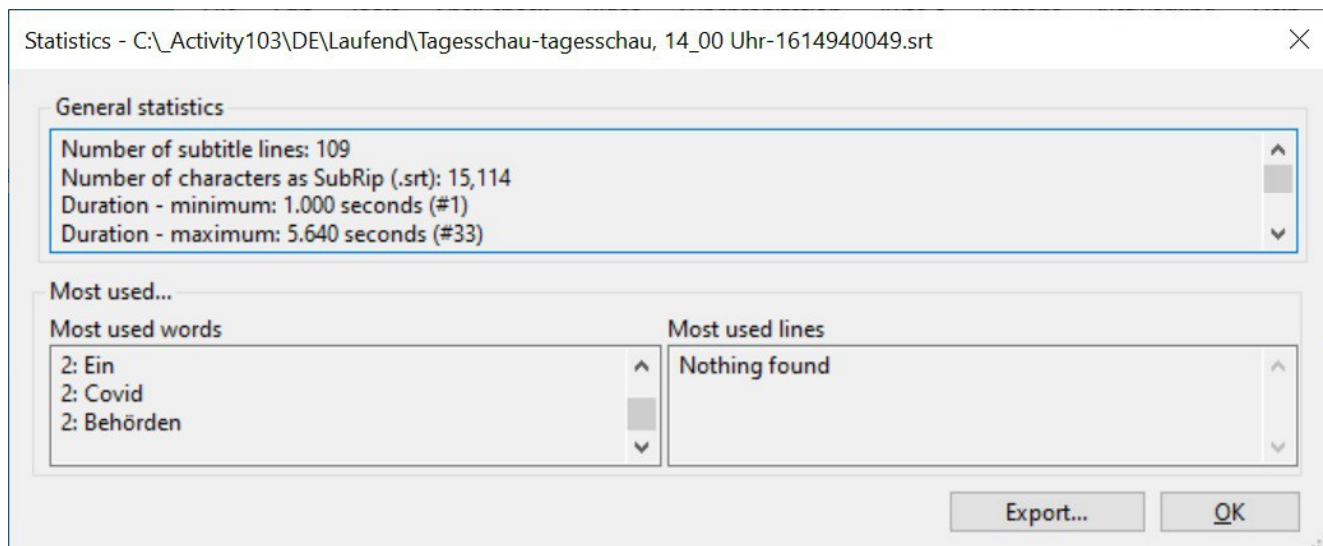 Statistics - C:\_Activity103\DE\Laufend\Tagesschau-tagesschau, 14_00 Uhr-1614940049.srt
General statistics
Number of subtitle lines: 109
Number of characters as SubRip (.srt): 15,114
Duration - minimum: 1.000 seconds (#1)
Duration - maximum: 5.640 seconds (#33)
Most used...
Most used words
2: Ein
2: Covid
2: Behörden
Most used lines
Nothing found
Export...
OK